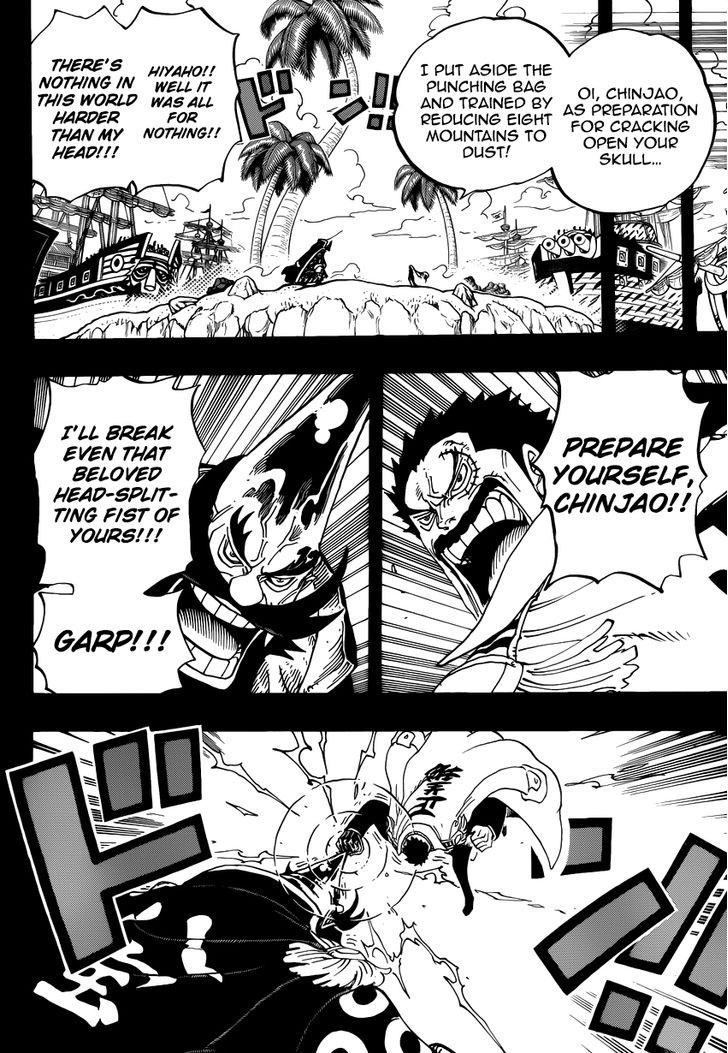 OI, CHINJAO,
AS PREPARATION
FOR CRACKING
OPEN YOUR
SKULL...
I PUT ASIDE THE
PUNCHING BAG
AND TRAINED BY
REDUCING EIGHT
MOUNTAINS TO
DUST!
ドン!!
HIYAHO!!
WELL IT
WAS ALL
FOR
NOTHING!!
THERE'S
NOTHING IN
THIS WORLD
HARDER
THAN MY
HEAD!!!
PREPARE
YOURSELF,
CHINJAO!!
I'LL BREAK
EVEN THAT
BELOVED
HEAD-SPLIT-
TING FIST OF
YOURS!!!
GARP!!!
ド